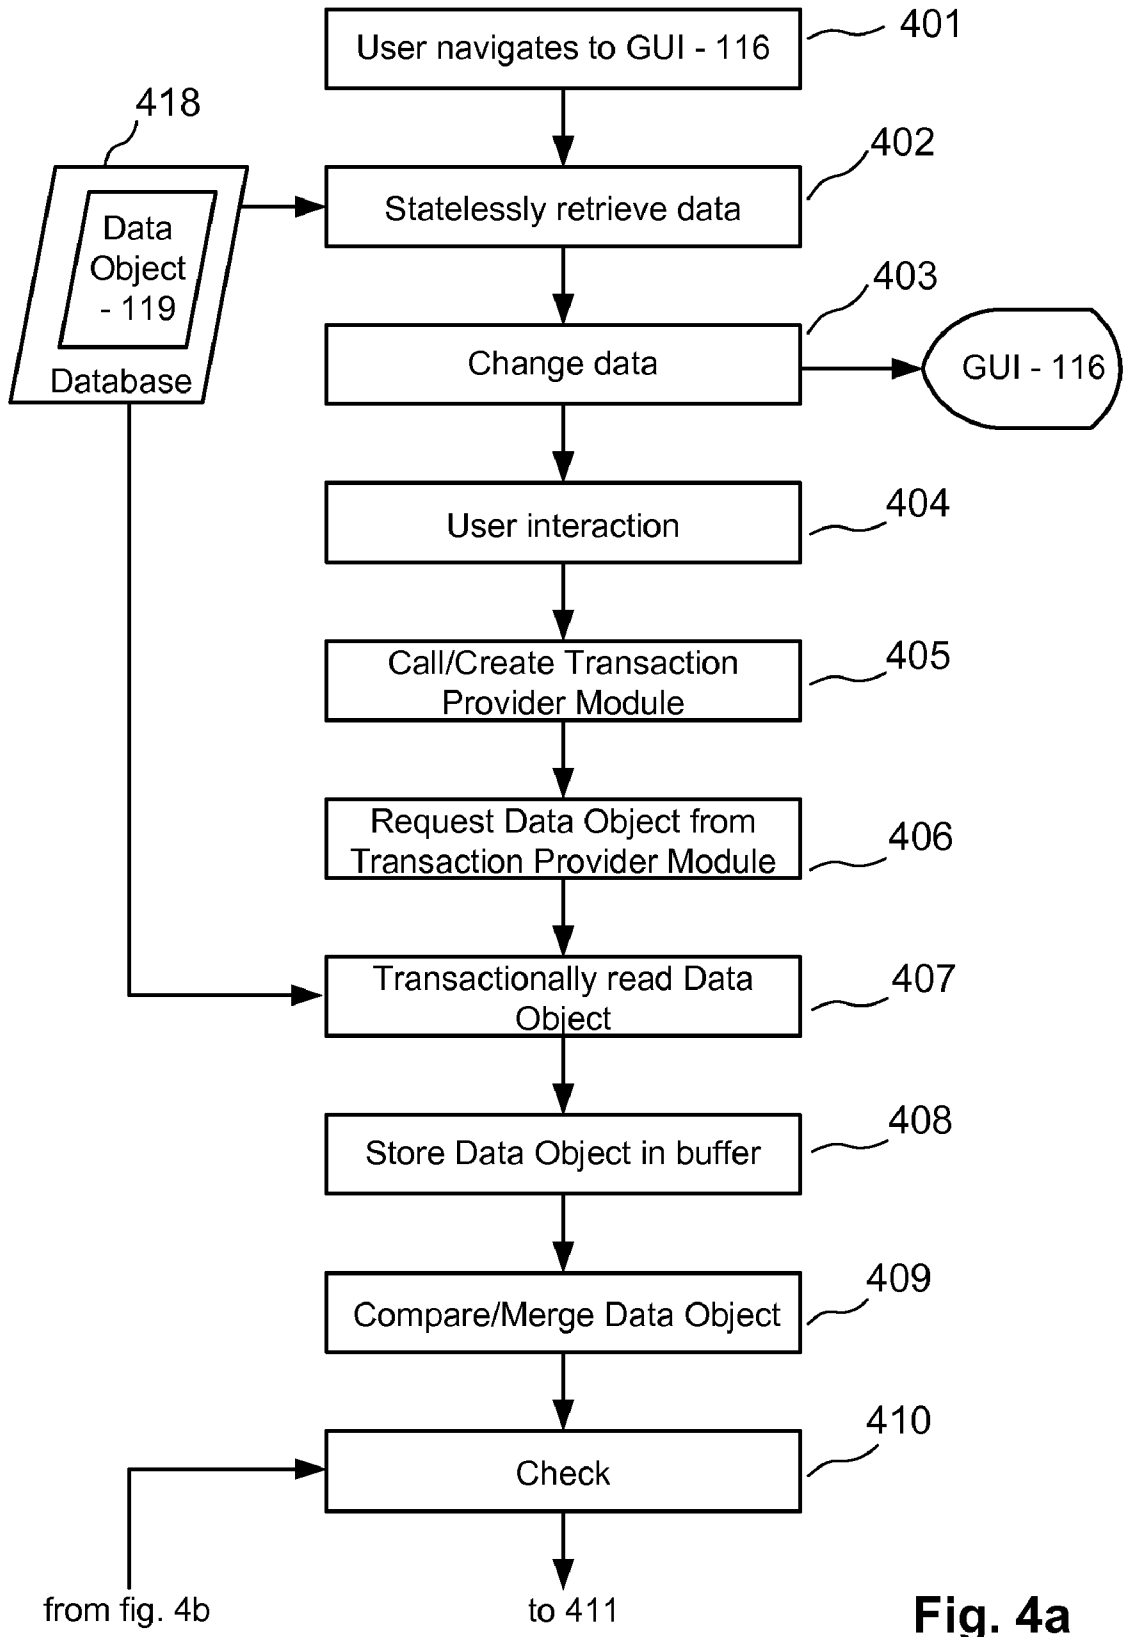 User navigates to GUI - 116
401
418
402
Statelessly retrieve data
Data
Object
- 119
Database
403
Change data
GUI - 116
404
User interaction
405
Call/Create Transaction
Provider Module
406
Request Data Object from
Transaction Provider Module
407
Transactionally read Data
Object
408
Store Data Object in buffer
409
Compare/Merge Data Object
410
Check
from fig. 4b
to 411
Fig. 4a